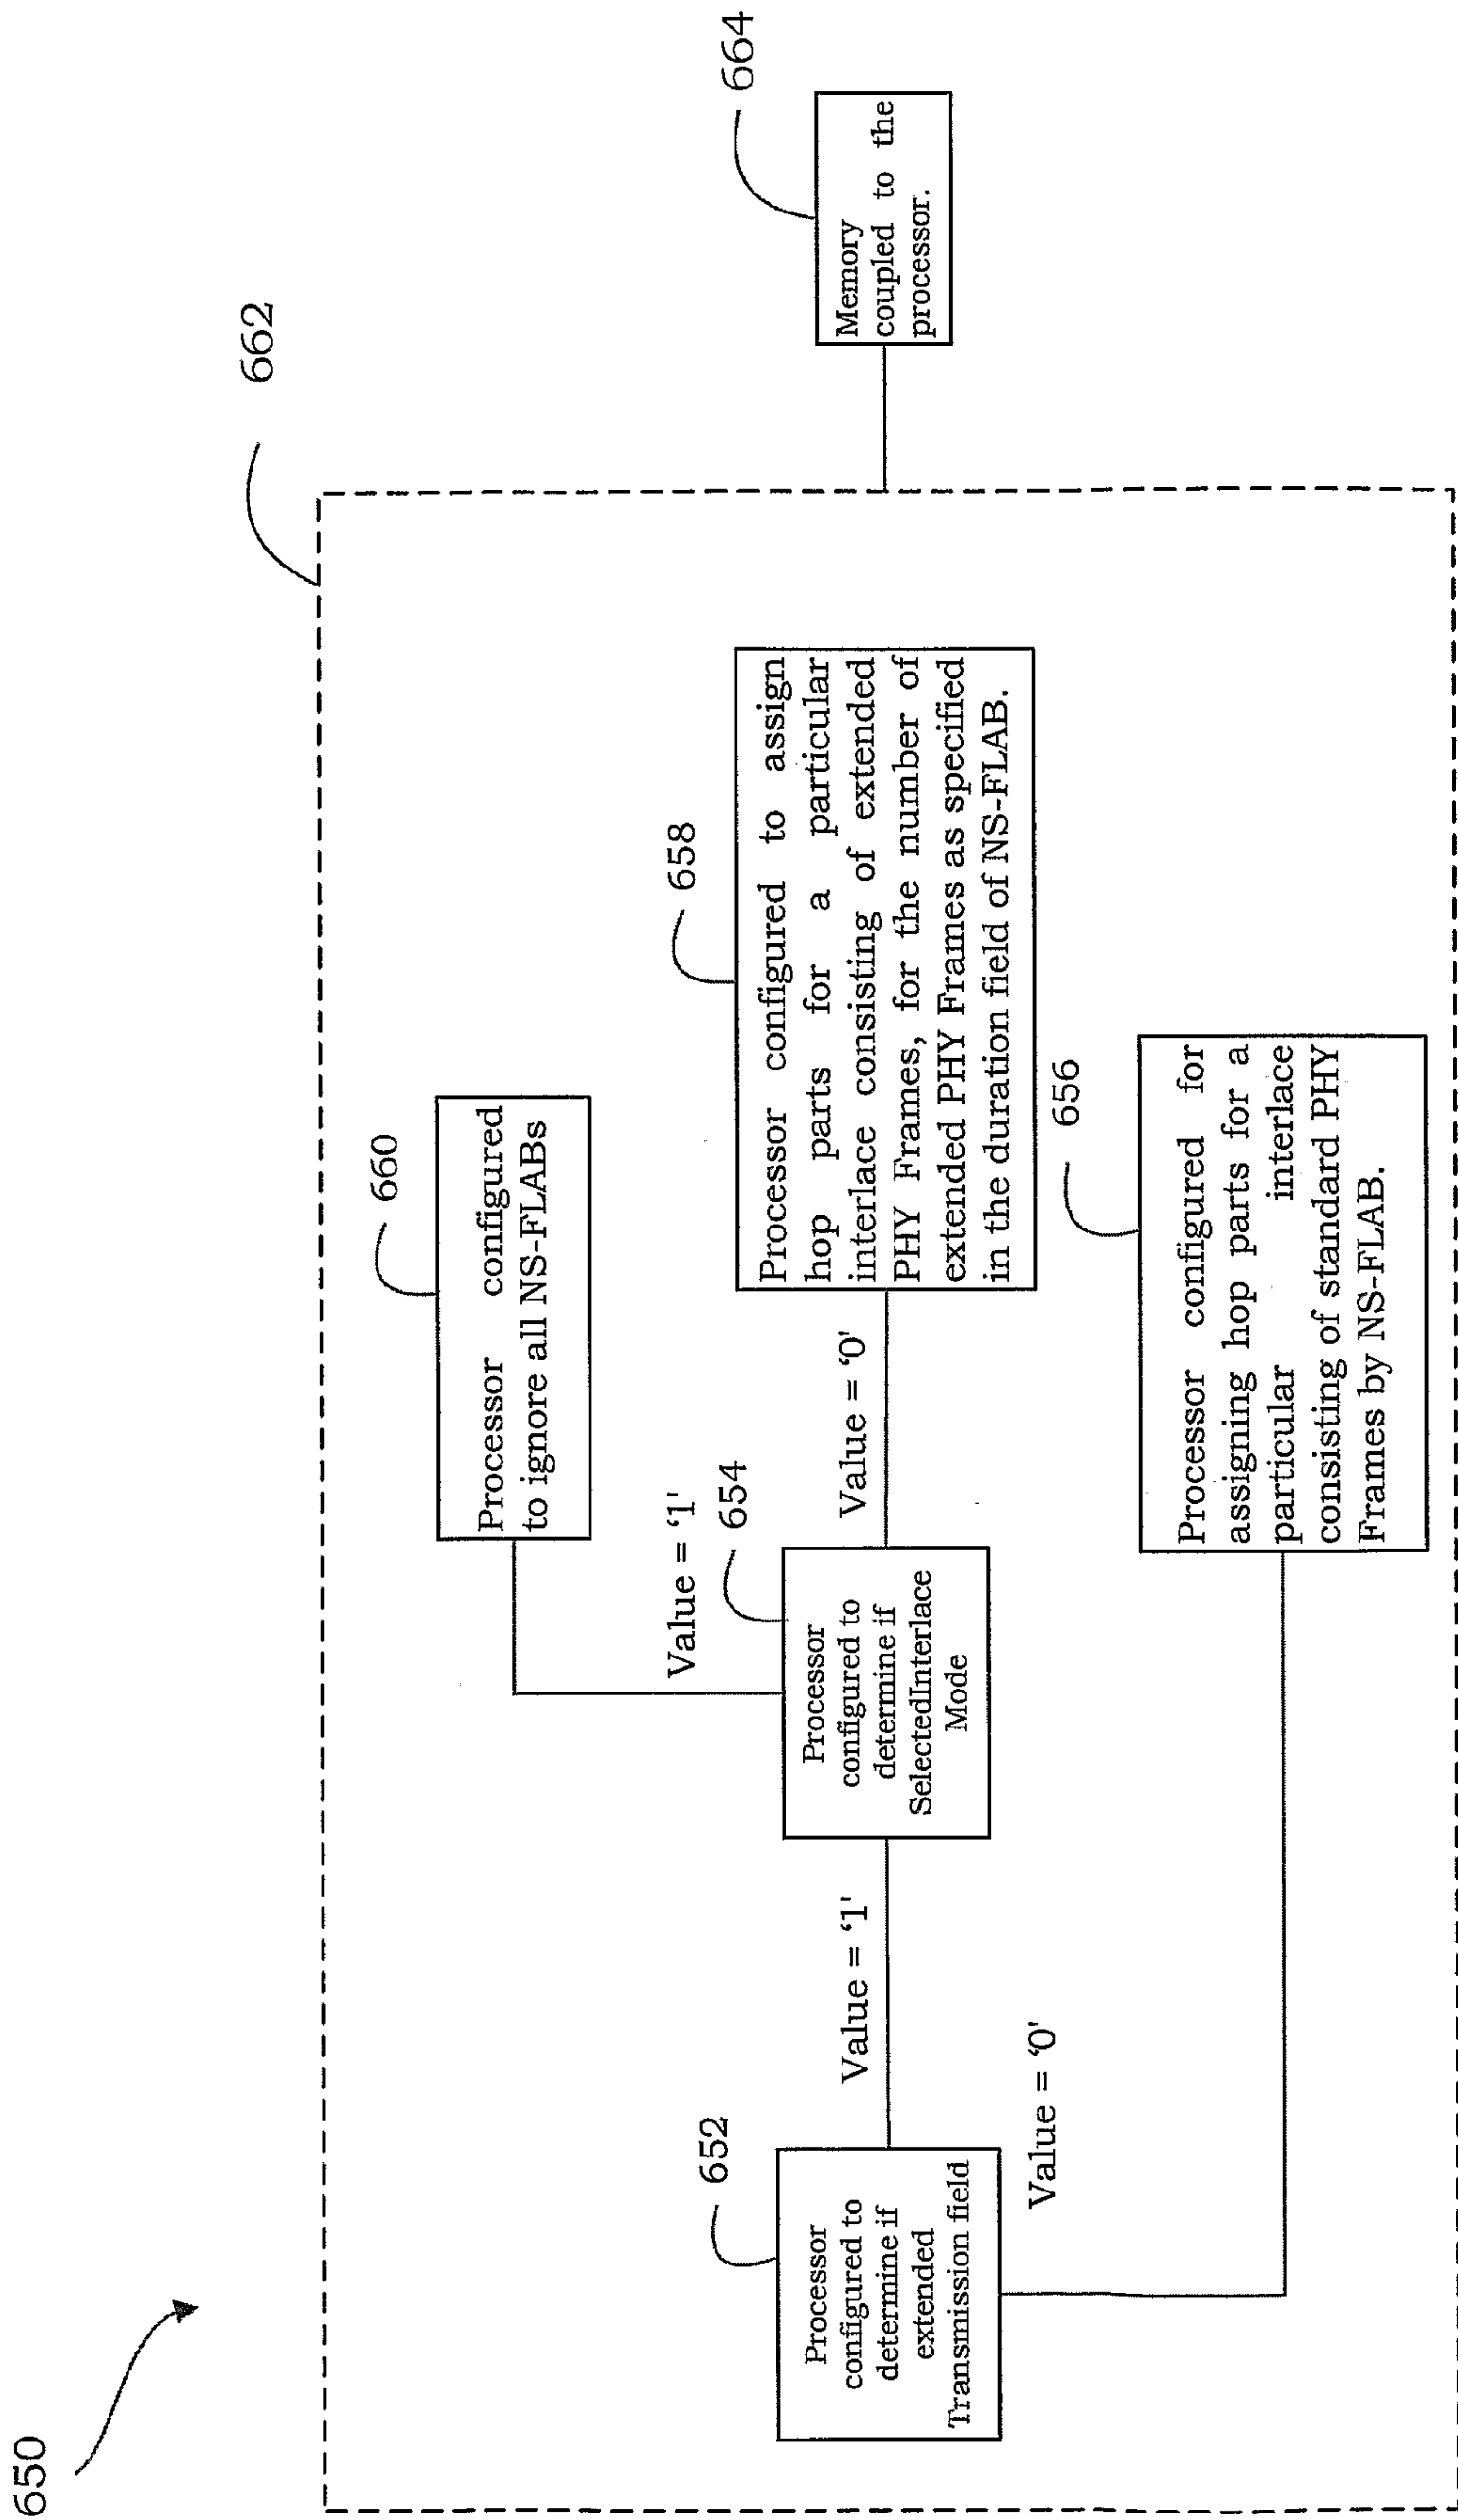 650
662
664
Memory
coupled to the
processor.
660
Processor configured
to ignore all NS-FLABs
Value = '1'
658
Processor configured to assign
hop parts for a particular
interlace consisting of extended
PHY Frames, for the number of
extended PHY Frames as specified
in the duration field of NS-FLAB.
652
Processor
configured to
determine if
extended
Transmission field
Value = '1'
654
Processor
configured to
determine if
SelectedInterlace
Mode
Value = '0'
Value = '0'
656
Processor configured for
assigning hop parts for a
particular interlace
consisting of standard PHY
Frames by NS-FLAB.